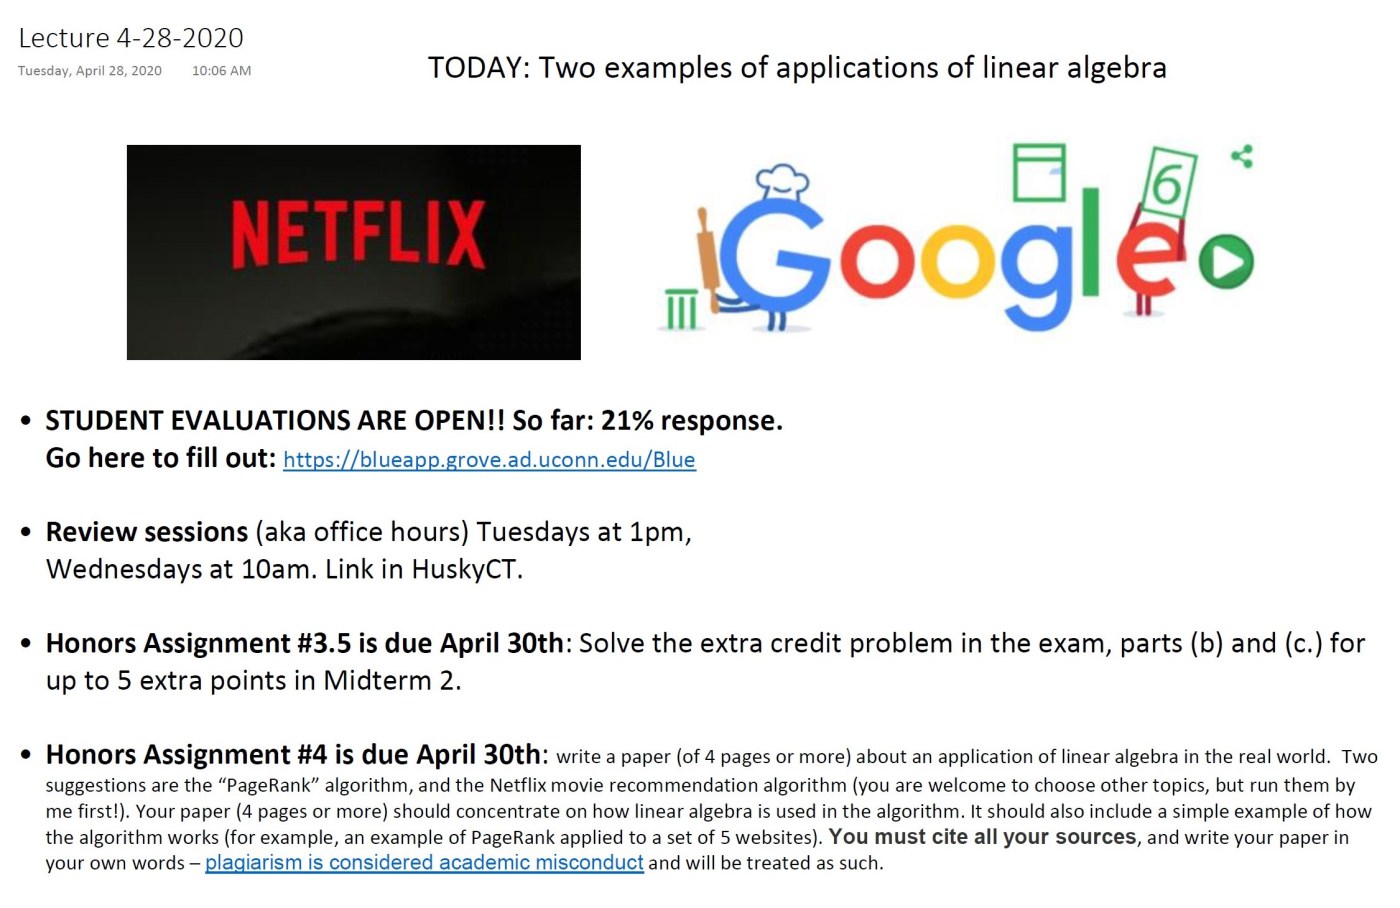 Lecture 4-28-2020
Tuesday, April 28, 2020 10:06 AM
TODAY: Two examples of applications of linear algebra
NETFLIX
Google
6
• STUDENT EVALUATIONS ARE OPEN!! So far: 21% response.
Go here to fill out: https://blueapp.grove.ad.uconn.edu/Blue
• Review sessions (aka office hours) Tuesdays at 1pm,
Wednesdays at 10am. Link in HuskyCT.
• Honors Assignment #3.5 is due April 30th: Solve the extra credit problem in the exam, parts (b) and (c.) for
up to 5 extra points in Midterm 2.
• Honors Assignment #4 is due April 30th: write a paper (of 4 pages or more) about an application of linear algebra in the real world. Two
suggestions are the “PageRank” algorithm, and the Netflix movie recommendation algorithm (you are welcome to choose other topics, but run them by
me first!). Your paper (4 pages or more) should concentrate on how linear algebra is used in the algorithm. It should also include a simple example of how
the algorithm works (for example, an example of PageRank applied to a set of 5 websites). You must cite all your sources, and write your paper in
your own words – plagiarism is considered academic misconduct and will be treated as such.